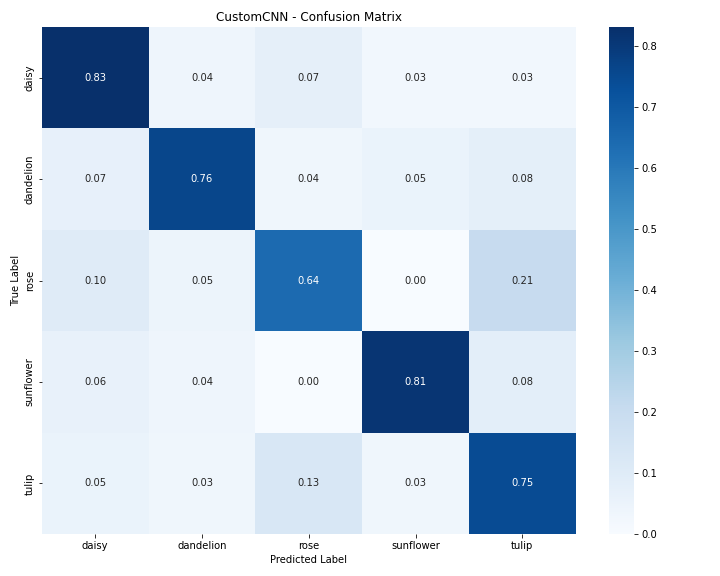 CustomCNN - Confusion Matrix
True Label
daisy 0.83 0.04 0.07 0.03 0.03
dandelion 0.07 0.76 0.04 0.05 0.08
rose 0.10 0.05 0.64 0.00 0.21
sunflower 0.06 0.04 0.00 0.81 0.08
tulip 0.05 0.03 0.13 0.03 0.75
daisy dandelion rose sunflower tulip
Predicted Label
0.8
0.7
0.6
0.5
0.4
0.3
0.2
0.1
0.0